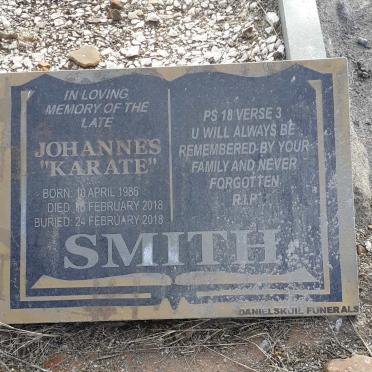 IN LOVING
MEMORY OF THE
LATE
JOHANNES
"KARATE"
BORN: 10 APRIL 1986
DIED: 15 FEBRUARY 2018
BURIED: 24 FEBRUARY 2018
PS 18 VERSE 3
U WILL ALWAYS BE
REMEMBERED BY YOUR
FAMILY AND NEVER
FORGOTTEN
R.I.P
SMITH
DANIELSKUIL FUNERALS